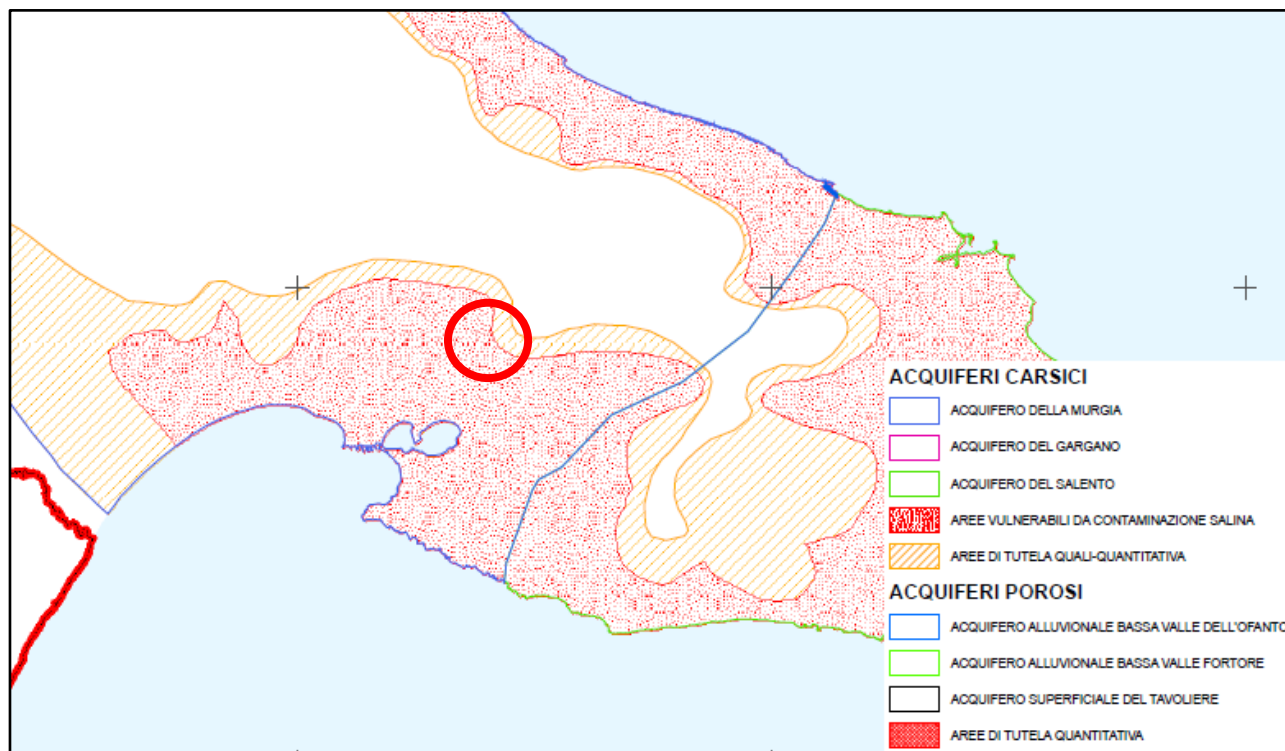 ACQUIFERI CARSICI
ACQUIFERO DELLA MURGIA
ACQUIFERO DEL GARGANO
ACQUIFERO DEL SALENTO
AREE VULNERABILI DA CONTAMINAZIONE SALINA
AREE DI TUTELA QUALI-QUANTITATIVA
ACQUIFERI POROSI
ACQUIFERO ALLUVIONALE BASSA VALLE DELL'OFANTO
ACQUIFERO ALLUVIONALE BASSA VALLE FORTORE
ACQUIFERO SUPERFICIALE DEL TAVOLIERE
AREE DI TUTELA QUANTITATIVA